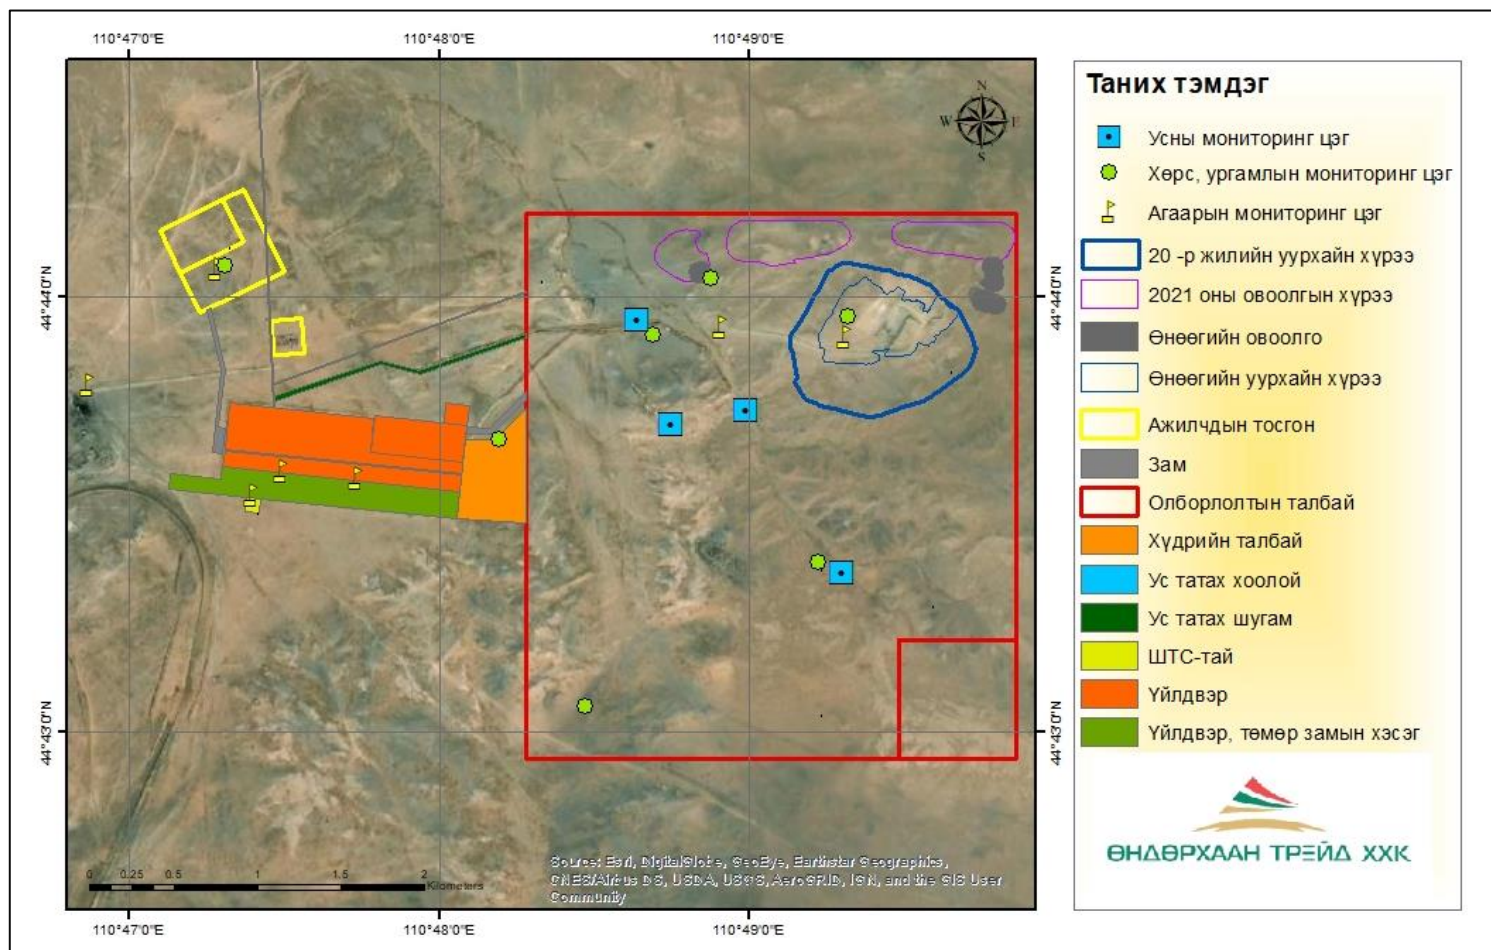 110°47'0"E 110°48'0"E 110°49'0"E
N
W E
S
44°44'0"N
44°44'0"N
44°43'0"N
44°43'0"N
0 0.25 0.5 1 1.5 2
Kilometers
Source: Esri, DigitalGlobe, GeoEye, Earthstar Geographics,
CNES/Airbus DS, USDA, USGS, AeroGRID, IGN, and the GIS User
Community
110°47'0"E 110°48'0"E 110°49'0"E
Таних тэмдэг
Усны мониторинг цэг
Хөрс, ургамлын мониторинг цэг
Агаарын мониторинг цэг
20 -р жилийн уурхайн хүрээ
2021 оны овоолгын хүрээ
Өнөөгийн овоолго
Өнөөгийн уурхайн хүрээ
Ажилчдын тосгон
Зам
Олборлолтын талбай
Хүдрийн талбай
Ус татах хоолой
Ус татах шугам
ШТС-тай
Үйлдвэр
Үйлдвэр, төмөр замын хэсэг
ӨНДӨРХААН ТРЕЙД ХХК